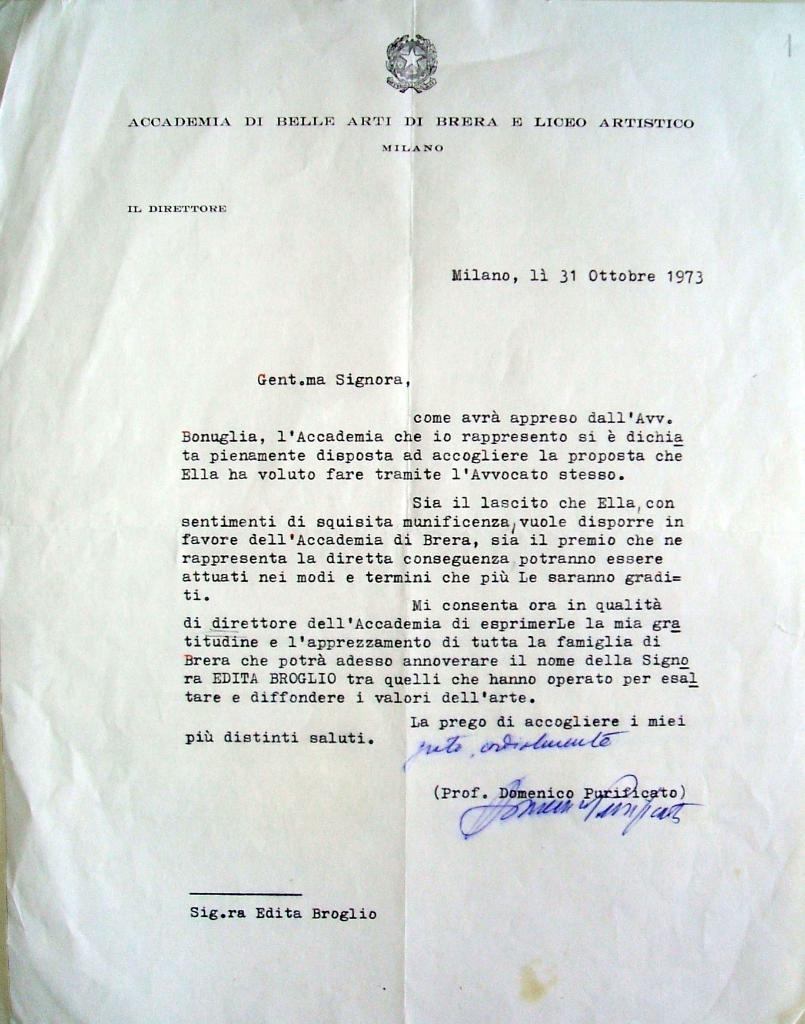 ACCADEMIA DI BELLE ARTI DI BRERA E LICEO ARTISTICO
MILANO
IL DIRETTORE
Milano, lì 31 Ottobre 1973
Gent.ma Signora,
come avrà appreso dall'Avv.
Bonuglia, l'Accademia che io rappresento si è dichia
ta pienamente disposta ad accogliere la proposta che
Ella ha voluto fare tramite l'Avvocato stesso.
Sia il lascito che Ella, con
sentimenti di squisita munificenza, vuole disporre in
favore dell'Accademia di Brera, sia il premio che ne
rappresenta la diretta conseguenza potranno essere
attuati nei modi e termini che più Le saranno gradi=
ti.
Mi consenta ora in qualità
di direttore dell'Accademia di esprimerLe la mia gra
titudine e l'apprezzamento di tutta la famiglia di
Brera che potrà adesso annoverare il nome della Signo
ra EDITA BROGLIO tra quelli che hanno operato per esal
tare e diffondere i valori dell'arte.
La prego di accogliere i miei
più distinti saluti.
cordialmente
(Prof. Domenico Purificato)
Domenico Purificato
Sig.ra Edita Broglio